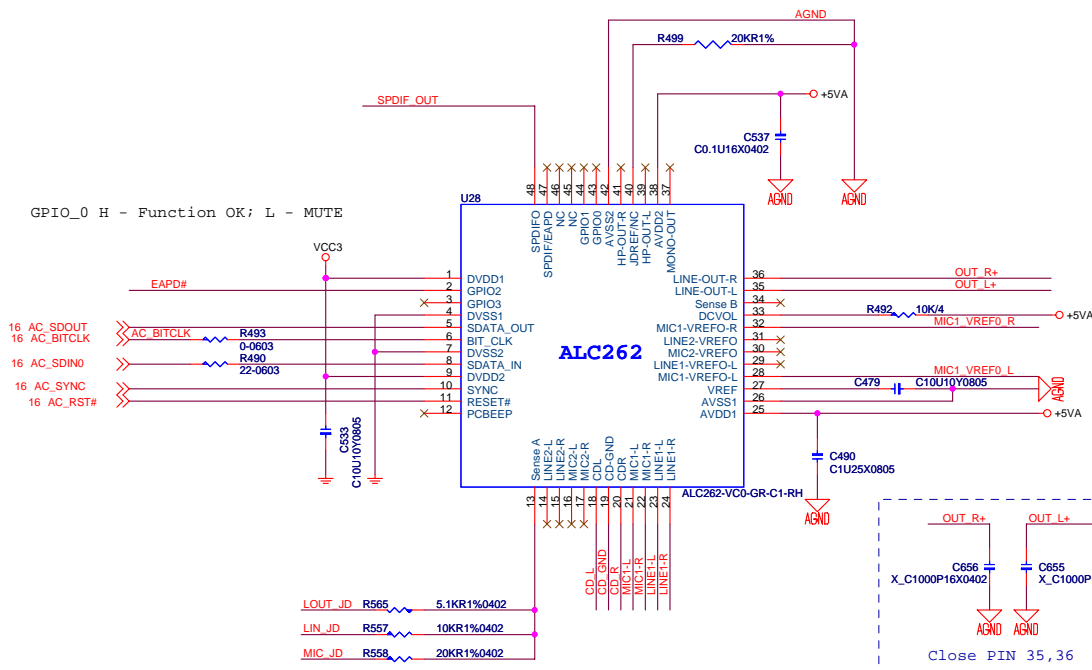 AGND
R499 20KR1%
+5VA
SPDIF_OUT
C537
C0.1U16X0402
AGND
AGND
48 47 46 45 44 43 42 41 40 39 38 37
U28
SPDIFO
SPDIF/EAPD
NC
NC
GPIO1
GPIO0
AVSS2
HP-OUT-R
JDREF/NC
HP-OUT-L
AVDD2
MONO-OUT
GPIO_0 H - Function OK; L - MUTE
VCC3
EAPD#
16 AC_SDOUT
16 AC_BITCLK
AC_BITCLK
R493
0-0603
R490
22-0603
16 AC_SDIN0
16 AC_SYNC
16 AC_RST#
C533
C10U10Y0805
1 DVDD1
2 GPIO2
3 GPIO3
4 DVSS1
5 SDATA_OUT
6 BIT_CLK
7 DVSS2
8 SDATA_IN
9 DVDD2
10 SYNC
11 RESET#
12 PCBEEP
ALC262
LINE-OUT-R 36 OUT_R+
LINE-OUT-L 35 OUT_L+
Sense B 34
DCVOL 33 R492 10K/4 +5VA
MIC1-VREFO-R 32 MIC1_VREF0_R
LINE2-VREFO 31
MIC2-VREFO 30
LINE1-VREFO-L 29
MIC1-VREFO-L 28 MIC1_VREF0_L
VREF 27 C479 C10U10Y0805
AVSS1 26 AGND
AVDD1 25 +5VA
C490
C1U25X0805
AGND
Sense A
LINE2-L
LINE2-R
MIC2-L
MIC2-R
CDL
CD-GND
CDR
MIC1-L
MIC1-R
LINE1-L
LINE1-R
ALC262-VC0-GR-C1-RH
13 14 15 16 17 18 19 20 21 22 23 24
CD_L
CD_GND
CD_R
MIC1-L
MIC1-R
LINE1-L
LINE1-R
LOUT_JD R565 5.1KR1%0402
LIN_JD R557 10KR1%0402
MIC_JD R558 20KR1%0402
OUT_R+ OUT_L+
C656
X_C1000P16X0402
C655
X_C1000P
AGND AGND
Close PIN 35,36